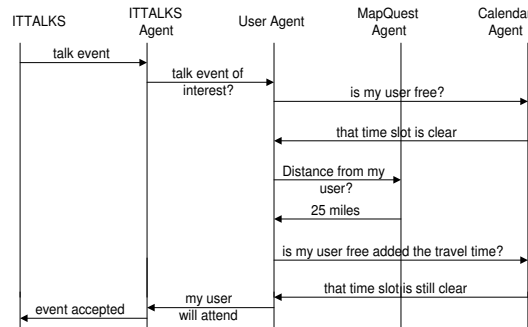 ITTALKS
ITTALKS
Agent
User Agent
MapQuest
Agent
Calendar
Agent
talk event
talk event of
interest?
is my user free?
that time slot is clear
Distance from my
user?
25 miles
is my user free added the travel time?
that time slot is still clear
my user
will attend
event accepted